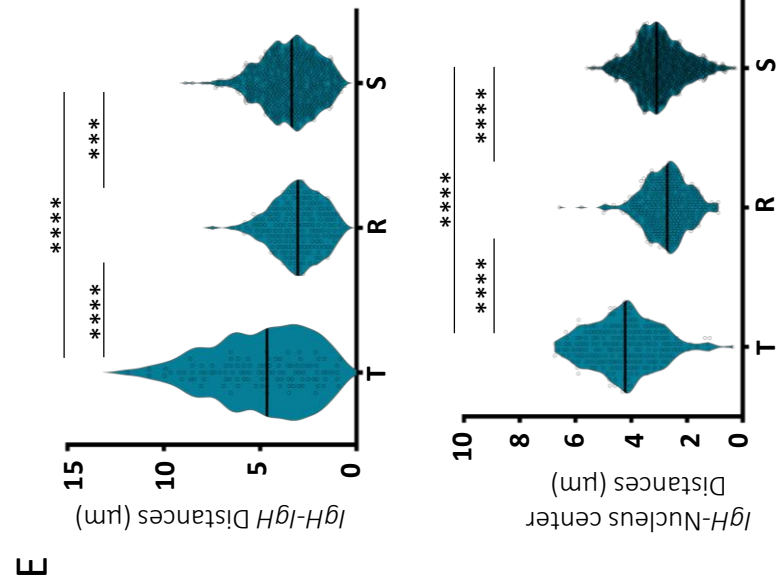 E
IgH-IgH Distances (µm)
15
10
5
0
****
****
***
T
R
S
IgH-Nucleus center
Distances (µm)
10
8
6
4
2
0
****
****
****
T
R
S